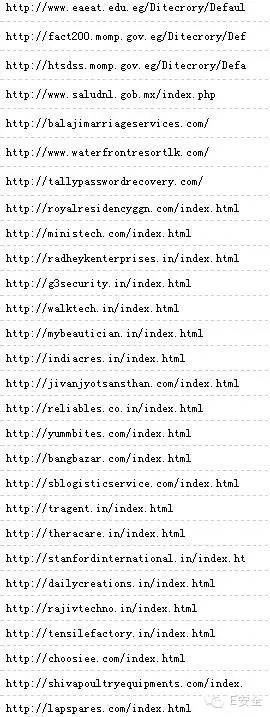 http://www.eaeat.edu.eg/Ditecrory/Defaul
http://fact200.momp.gov.eg/Ditecrory/Def
http://htsdss.momp.gov.eg/Ditecrory/Defa
http://www.saludnl.gob.mx/index.php
http://balajimarriageservices.com/
http://www.waterfrontresortlk.com/
http://tallypasswordrecovery.com/
http://royalresidencyggn.com/index.html
http://ministech.com/index.html
http://radheykenterprises.in/index.html
http://g3security.in/index.html
http://walktech.in/index.html
http://mybeautician.in/index.html
http://indiacres.in/index.html
http://jivanjyotsansthan.com/index.html
http://reliables.co.in/index.html
http://yummbites.com/index.html
http://bangbazar.com/index.html
http://sblogisticservice.com/index.html
http://tragent.in/index.html
http://theracare.in/index.html
http://stanfordinternational.in/index.ht
http://dailycreations.in/index.html
http://rajivtechno.in/index.html
http://tensilefactory.in/index.html
http://choosiee.com/index.html
http://shivapoultryequipments.com/index.
http://lapspares.com/index.html
E安全